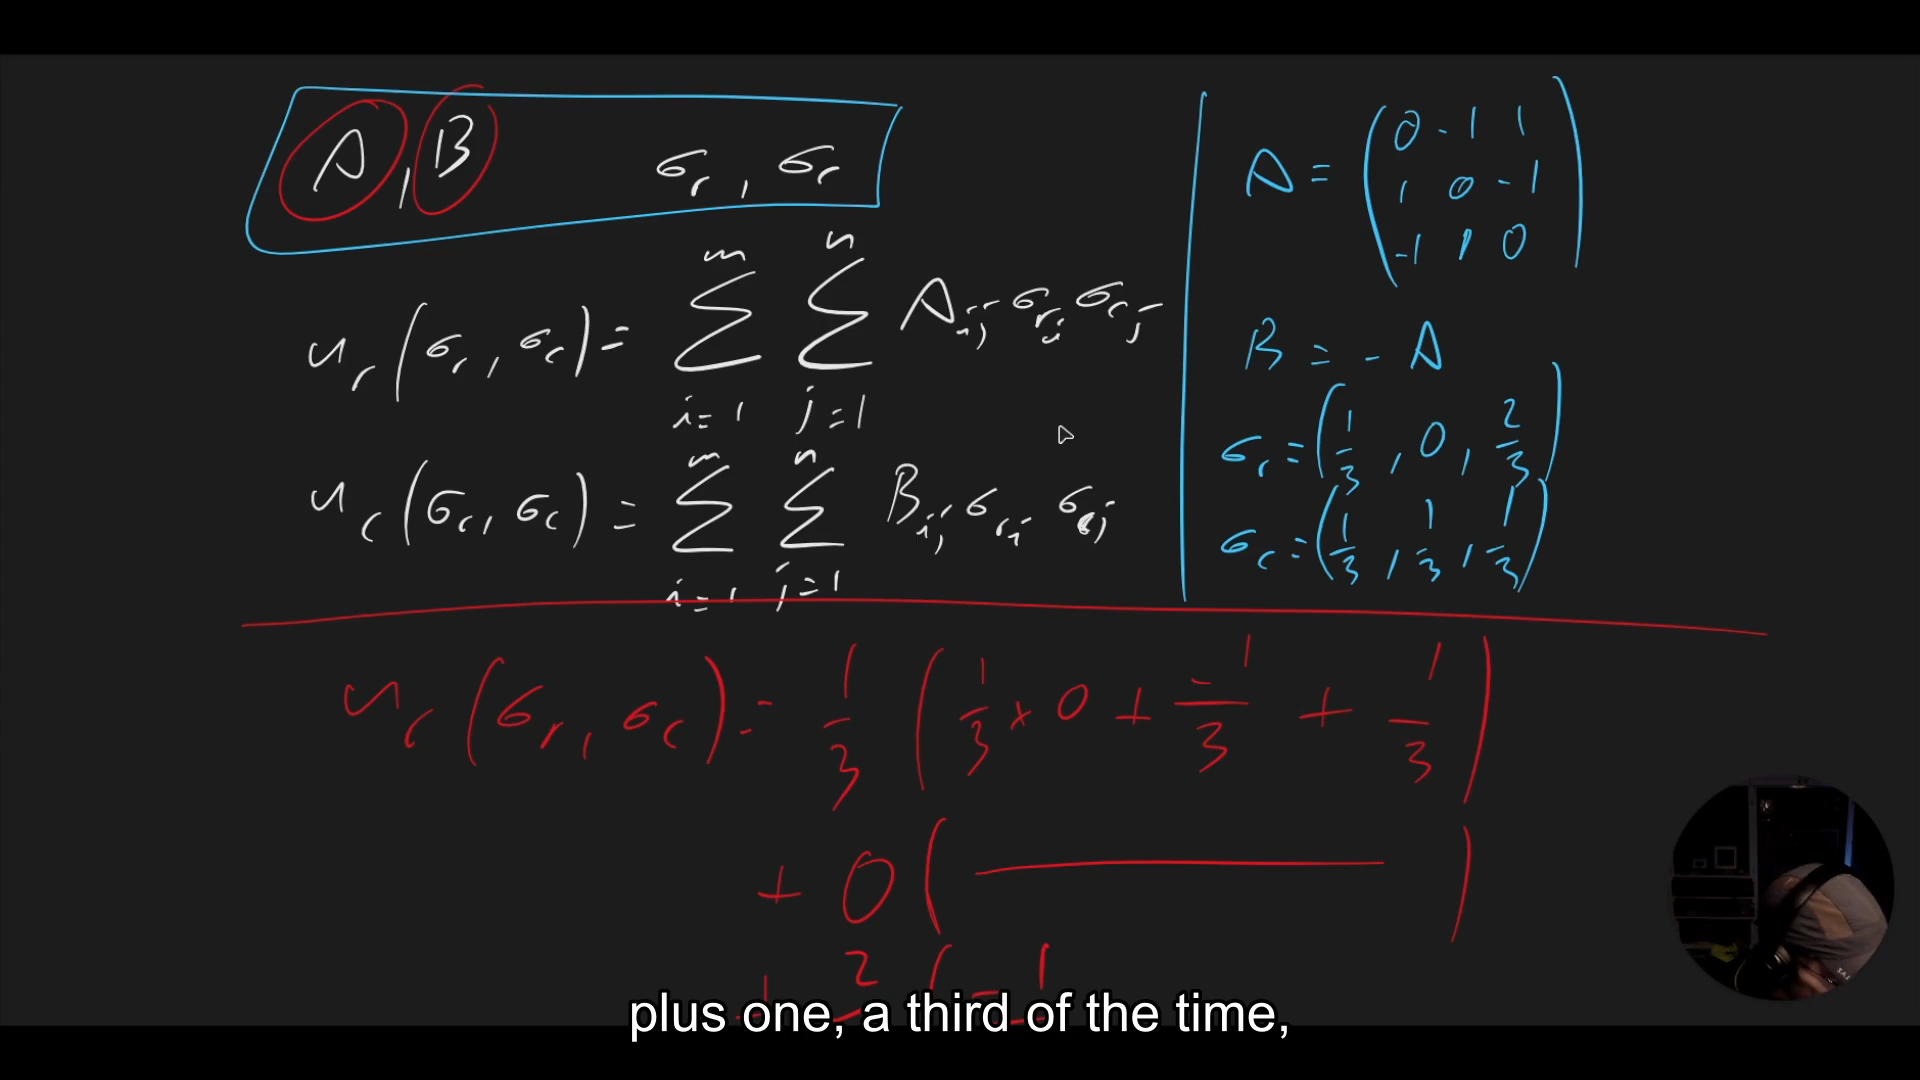 A, B σr, σc
ur(σr, σc) = ∑_{i=1}^{m} ∑_{j=1}^{n} Aij σri σcj
uc(σr, σc) = ∑_{i=1}^{m} ∑_{j=1}^{n} Bij σri σcj
A = (0 -1 1
1 0 -1
-1 1 0)
B = -A
σr = (1/3, 0, 2/3)
σc = (1/3, 1/3, 1/3)
ur(σr, σc) = 1/3 (1/3 × 0 + -1/3 + 1/3)
+ 0 ( )
+ 2 ( -1
plus one, a third of the time,